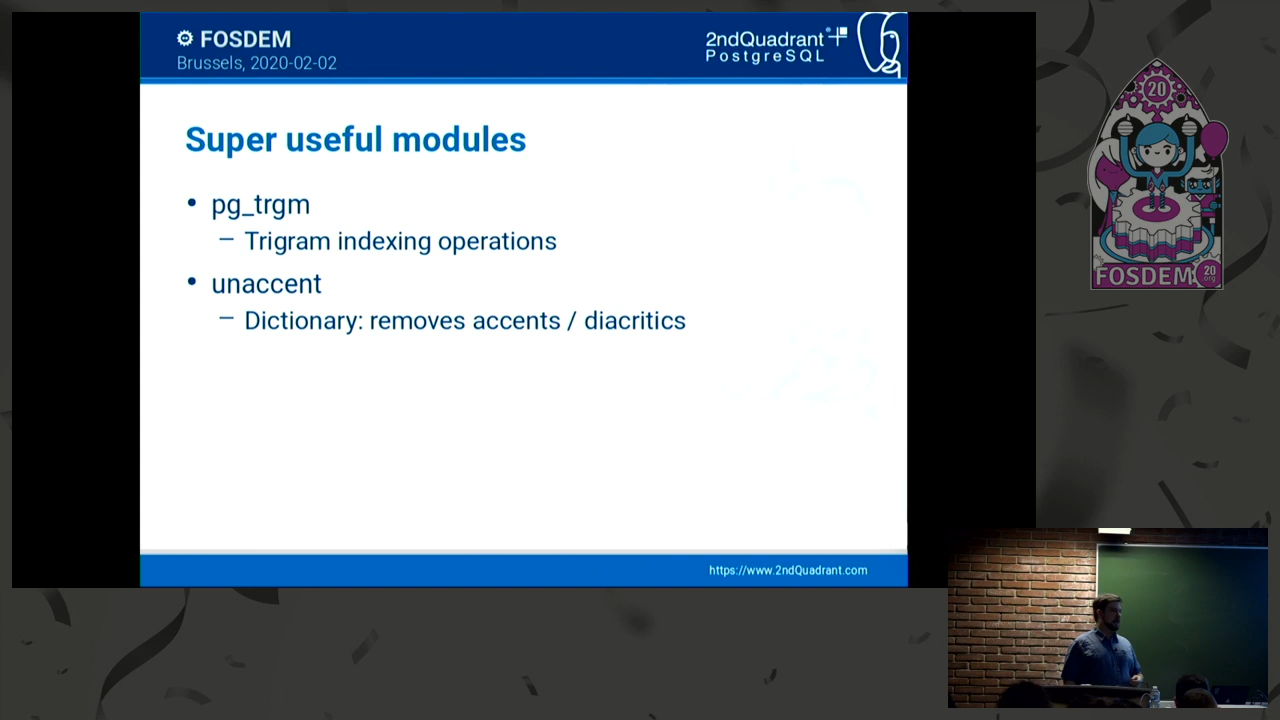 FOSDEM
Brussels, 2020-02-02
2ndQuadrant
PostgreSQL
Super useful modules
• pg_trgm
– Trigram indexing operations
• unaccent
– Dictionary: removes accents / diacritics
https://www.2ndQuadrant.com
20
FOSDEM
20
.org